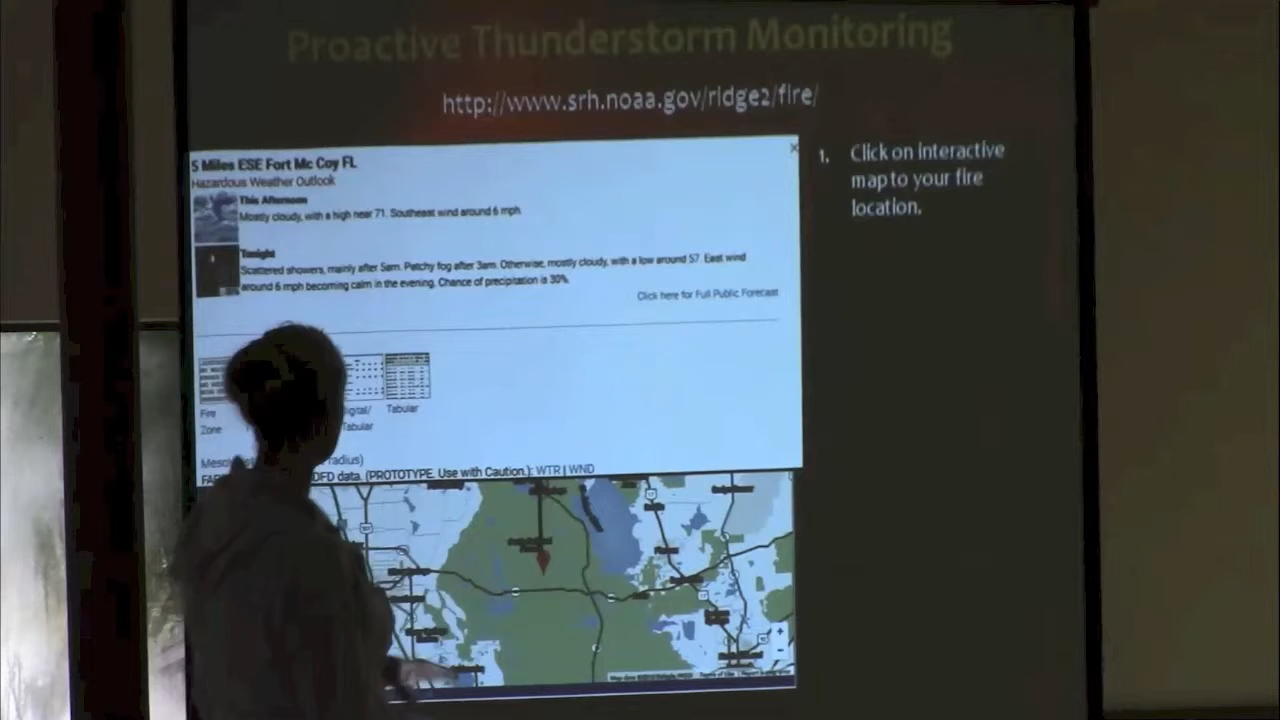 Proactive Thunderstorm Monitoring
http://www.srh.noaa.gov/ridge2/fire/
5 Miles ESE Fort Mc Coy FL
Hazardous Weather Outlook
This Afternoon
Mostly cloudy, with a high near 71. Southeast wind around 6 mph.
Tonight
Scattered showers, mainly after 5am. Patchy fog after 3am. Otherwise, mostly cloudy, with a low around 57. East wind
around 6 mph becoming calm in the evening. Chance of precipitation is 30%.
Click here for Full Public Forecast
Fire
Zone
Digital/
Tabular
Tabular
radius)
DFD data. (PROTOTYPE. Use with Caution.): WTR | WND
1. Click on interactive
map to your fire
location.